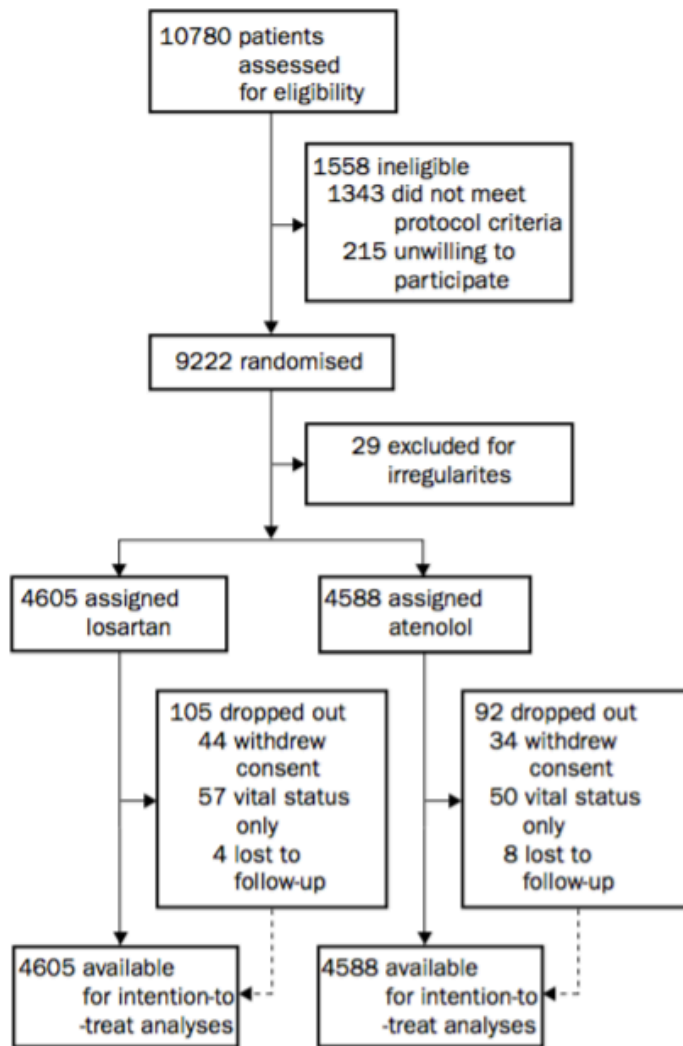 10780 patients
assessed
for eligibility
1558 ineligible
1343 did not meet
protocol criteria
215 unwilling to
participate
9222 randomised
29 excluded for
irregularites
4605 assigned
losartan
4588 assigned
atenolol
105 dropped out
44 withdrew
consent
57 vital status
only
4 lost to
follow-up
92 dropped out
34 withdrew
consent
50 vital status
only
8 lost to
follow-up
4605 available
for intention-to
-treat analyses
4588 available
for intention-to
-treat analyses